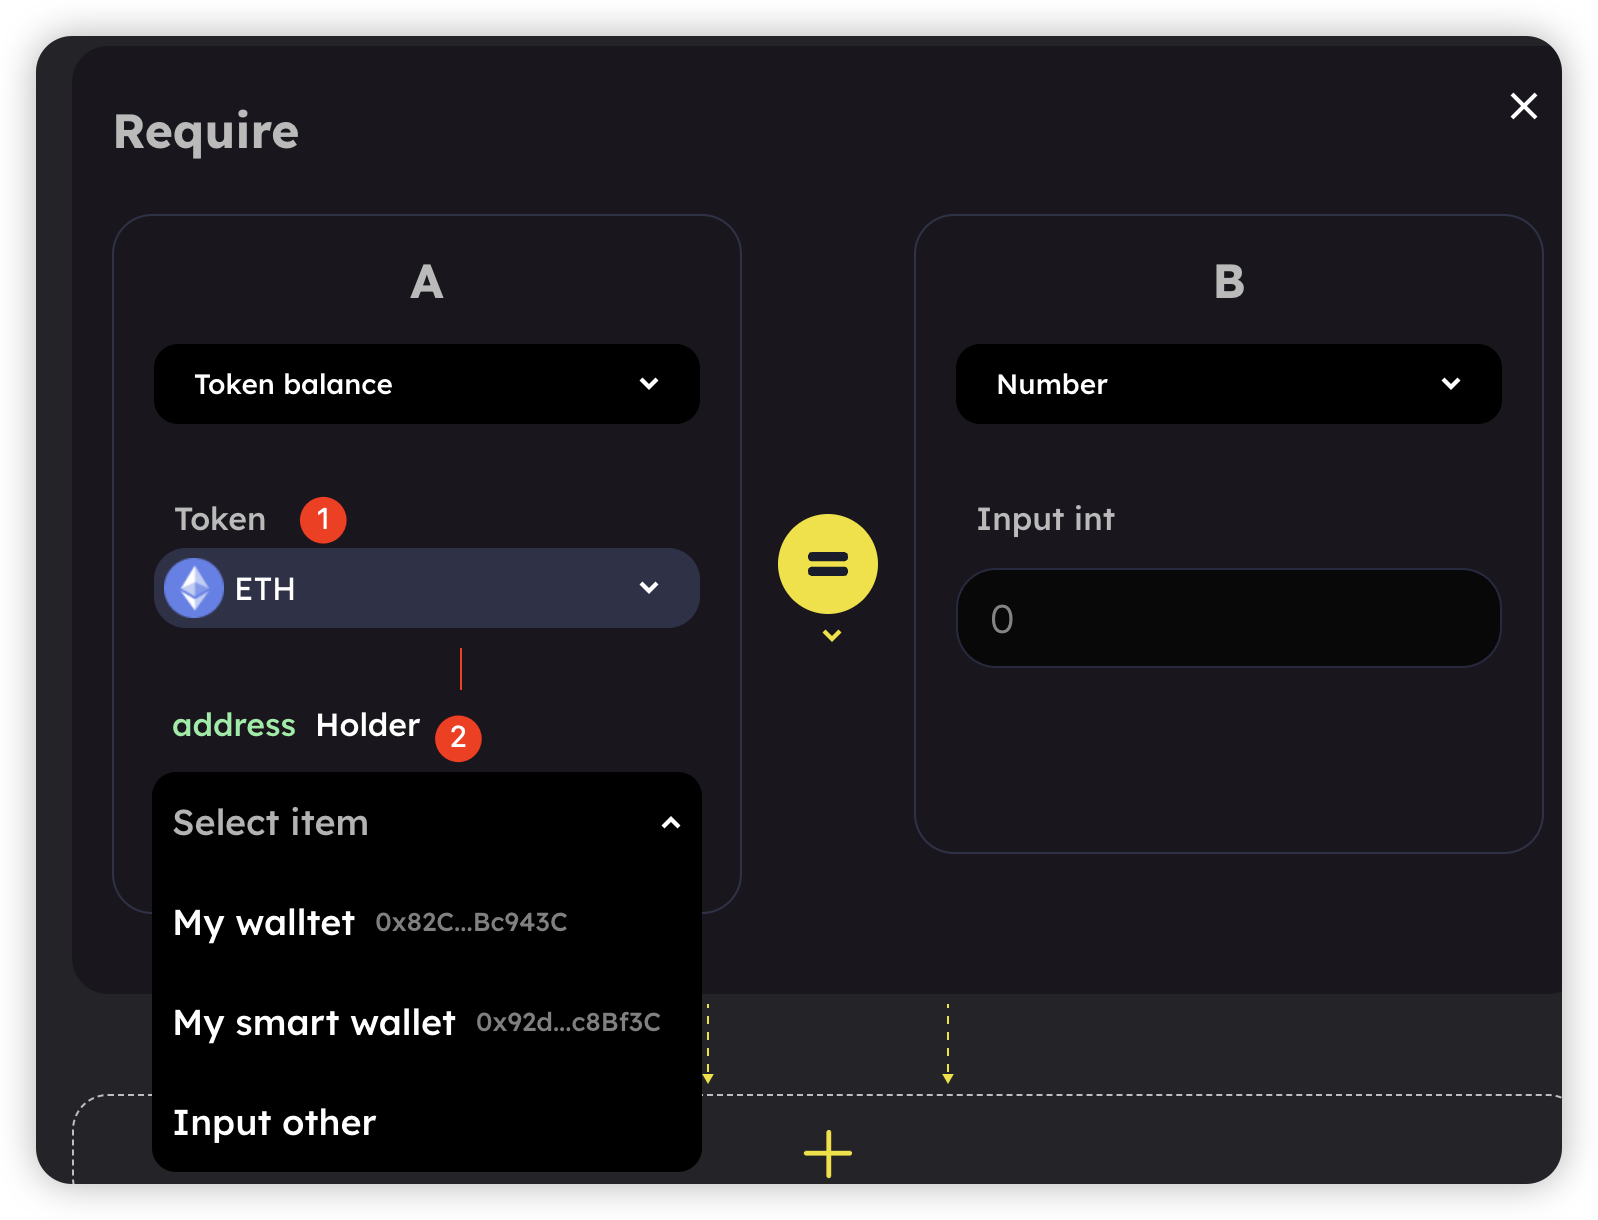 Require
A
Token balance
Token 1
ETH
address Holder 2
Select item
My walltet 0x82C...Bc943C
My smart wallet 0x92d...c8Bf3C
Input other
=
B
Number
Input int
0